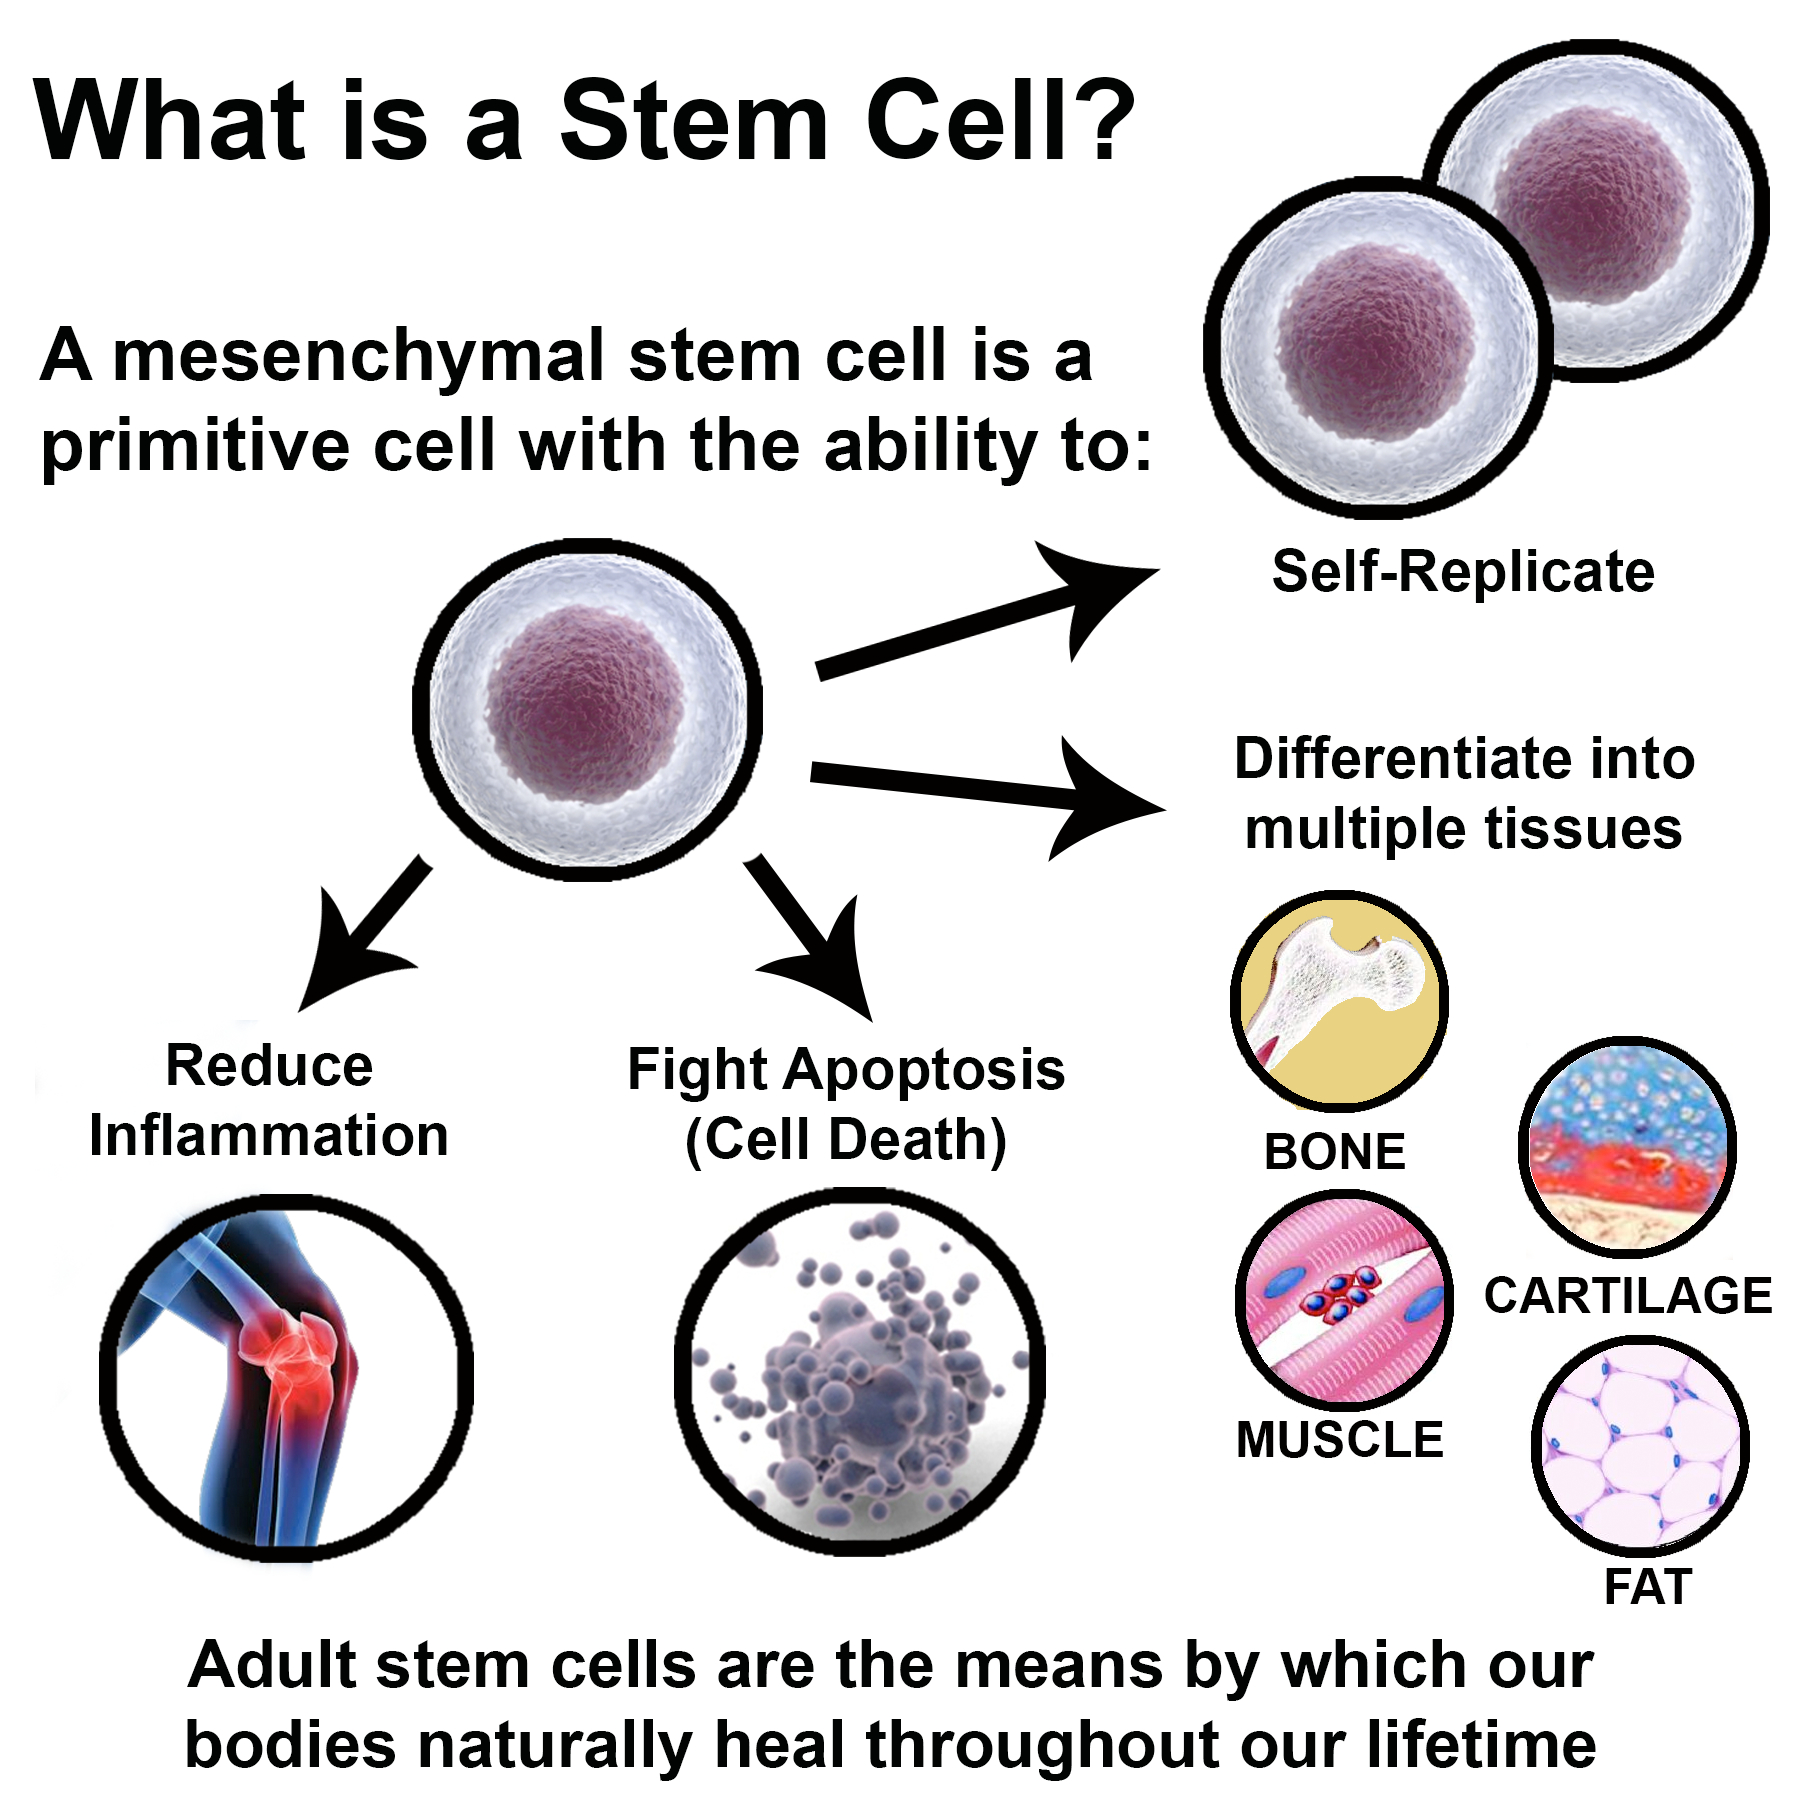 What is a Stem Cell?
A mesenchymal stem cell is a
primitive cell with the ability to:
Self-Replicate
Differentiate into
multiple tissues
Reduce
Inflammation
Fight Apoptosis
(Cell Death)
BONE
CARTILAGE
MUSCLE
FAT
Adult stem cells are the means by which our
bodies naturally heal throughout our lifetime